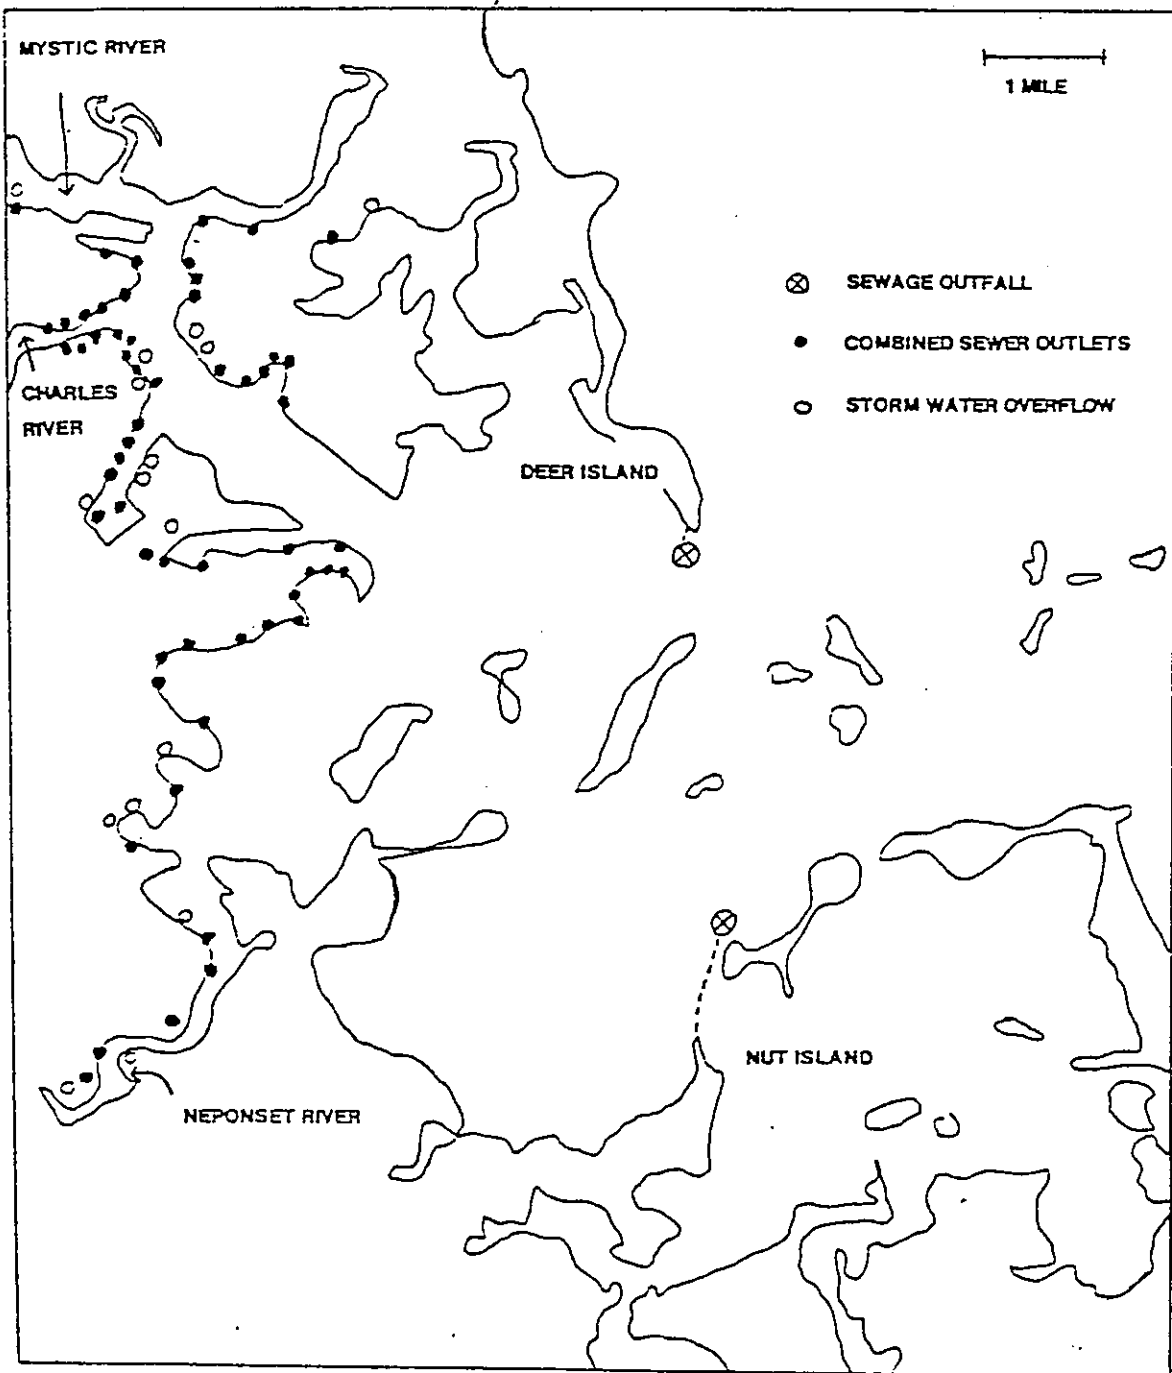 MYSTIC RIVER
1 MILE
SEWAGE OUTFALL
COMBINED SEWER OUTLETS
STORM WATER OVERFLOW
CHARLES
RIVER
DEER ISLAND
NUT ISLAND
NEPONSET RIVER